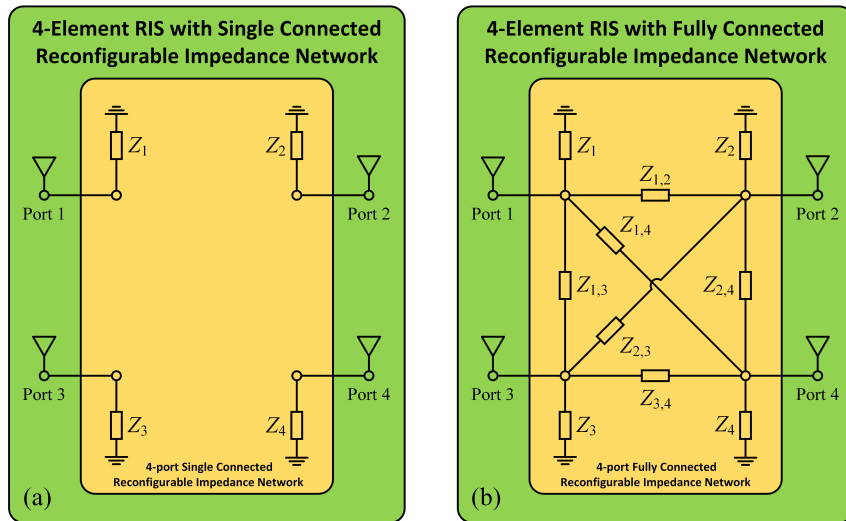 4-Element RIS with Single Connected
Reconfigurable Impedance Network
Z1
Z2
Port 1
Port 2
Port 3
Port 4
Z3
Z4
4-port Single Connected
Reconfigurable Impedance Network
(a)
4-Element RIS with Fully Connected
Reconfigurable Impedance Network
Z1
Z2
Z1,2
Port 1
Port 2
Z1,4
Z1,3
Z2,4
Z2,3
Port 3
Port 4
Z3,4
Z3
Z4
4-port Fully Connected
Reconfigurable Impedance Network
(b)